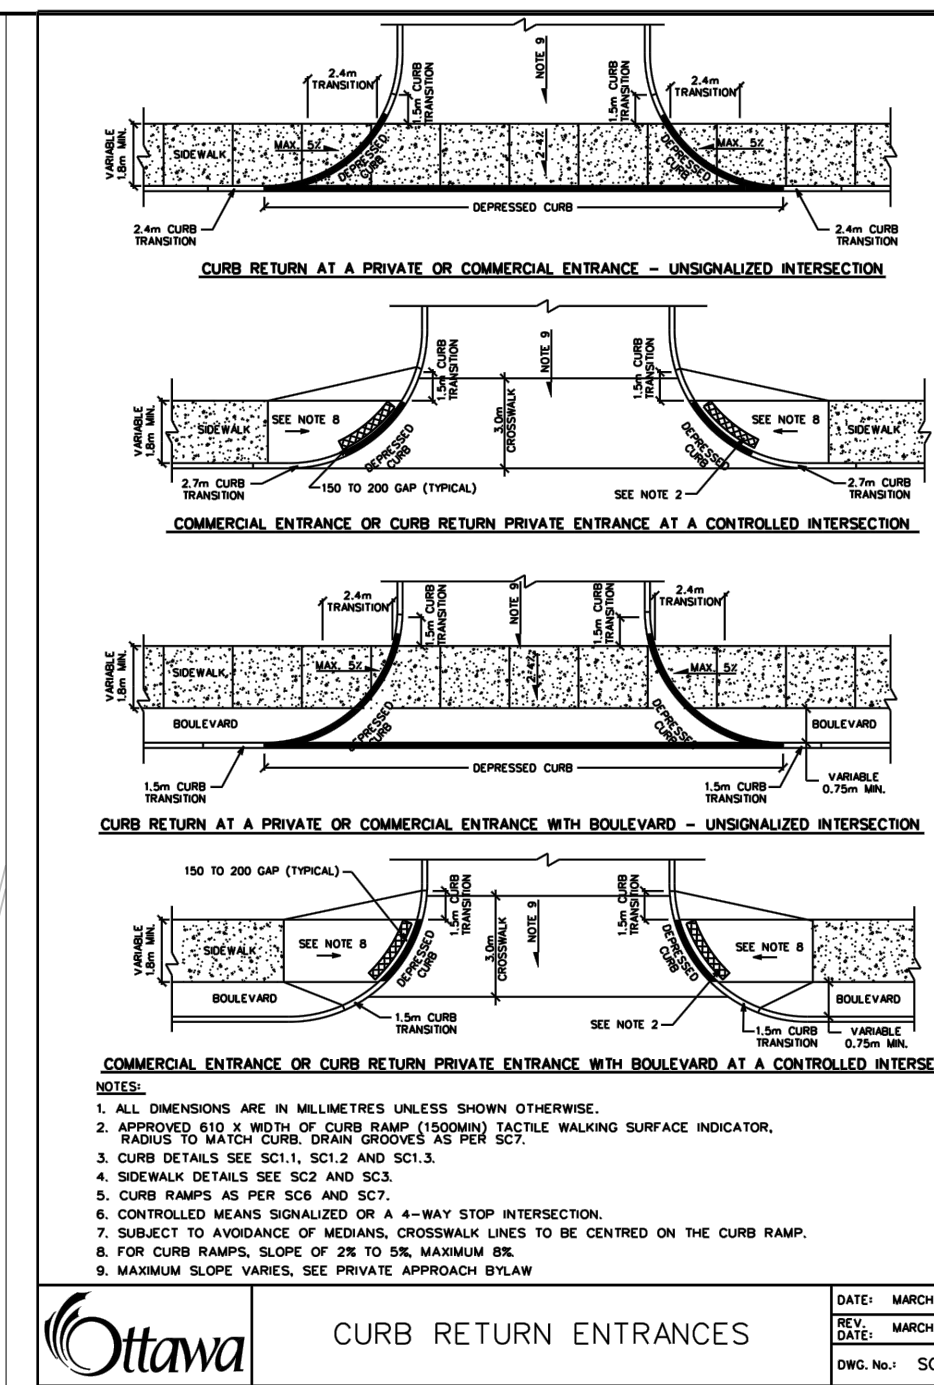 2.4m
TRANSITION
1.5m CURB
TRANSITION
NOTE 9
1.5m CURB
TRANSITION
2.4m
TRANSITION
VARIABLE
1.8m MIN.
SIDEWALK
MAX. 5%
DEPRESSED
CURB
2-4%
DEPRESSED
CURB
MAX. 5%
DEPRESSED CURB
2.4m CURB
TRANSITION
2.4m CURB
TRANSITION
CURB RETURN AT A PRIVATE OR COMMERCIAL ENTRANCE - UNSIGNALIZED INTERSECTION
1.5m CURB
TRANSITION
NOTE 9
1.5m CURB
TRANSITION
VARIABLE
1.8m MIN.
SIDEWALK
SEE NOTE 8
DEPRESSED
CURB
3.0m
CROSSWALK
DEPRESSED
CURB
SEE NOTE 8
SIDEWALK
2.7m CURB
TRANSITION
150 TO 200 GAP (TYPICAL)
SEE NOTE 2
2.7m CURB
TRANSITION
COMMERCIAL ENTRANCE OR CURB RETURN PRIVATE ENTRANCE AT A CONTROLLED INTERSECTION
2.4m
TRANSITION
1.5m CURB
TRANSITION
NOTE 9
1.5m CURB
TRANSITION
2.4m
TRANSITION
VARIABLE
1.8m MIN.
SIDEWALK
MAX. 5%
2-4%
MAX. 5%
BOULEVARD
DEPRESSED
CURB
DEPRESSED
CURB
BOULEVARD
1.5m CURB
TRANSITION
DEPRESSED CURB
1.5m CURB
TRANSITION
VARIABLE
0.75m MIN.
CURB RETURN AT A PRIVATE OR COMMERCIAL ENTRANCE WITH BOULEVARD - UNSIGNALIZED INTERSECTION
150 TO 200 GAP (TYPICAL)
1.5m CURB
TRANSITION
NOTE 9
1.5m CURB
TRANSITION
VARIABLE
1.8m MIN.
SIDEWALK
SEE NOTE 8
DEPRESSED
CURB
3.0m
CROSSWALK
DEPRESSED
CURB
SEE NOTE 8
BOULEVARD
BOULEVARD
1.5m CURB
TRANSITION
SEE NOTE 2
1.5m CURB
TRANSITION
VARIABLE
0.75m MIN.
COMMERCIAL ENTRANCE OR CURB RETURN PRIVATE ENTRANCE WITH BOULEVARD AT A CONTROLLED INTERSE
NOTES:
1. ALL DIMENSIONS ARE IN MILLIMETRES UNLESS SHOWN OTHERWISE.
2. APPROVED 610 X WIDTH OF CURB RAMP (1500MIN) TACTILE WALKING SURFACE INDICATOR,
RADIUS TO MATCH CURB. DRAIN GROOVES AS PER SC7.
3. CURB DETAILS SEE SC1.1, SC1.2 AND SC1.3.
4. SIDEWALK DETAILS SEE SC2 AND SC3.
5. CURB RAMPS AS PER SC6 AND SC7.
6. CONTROLLED MEANS SIGNALIZED OR A 4-WAY STOP INTERSECTION.
7. SUBJECT TO AVOIDANCE OF MEDIANS, CROSSWALK LINES TO BE CENTRED ON THE CURB RAMP.
8. FOR CURB RAMPS, SLOPE OF 2% TO 5%, MAXIMUM 8%.
9. MAXIMUM SLOPE VARIES, SEE PRIVATE APPROACH BYLAW
Ottawa
CURB RETURN ENTRANCES
DATE: MARCH
REV.
DATE: MARCH
DWG. No.: SC